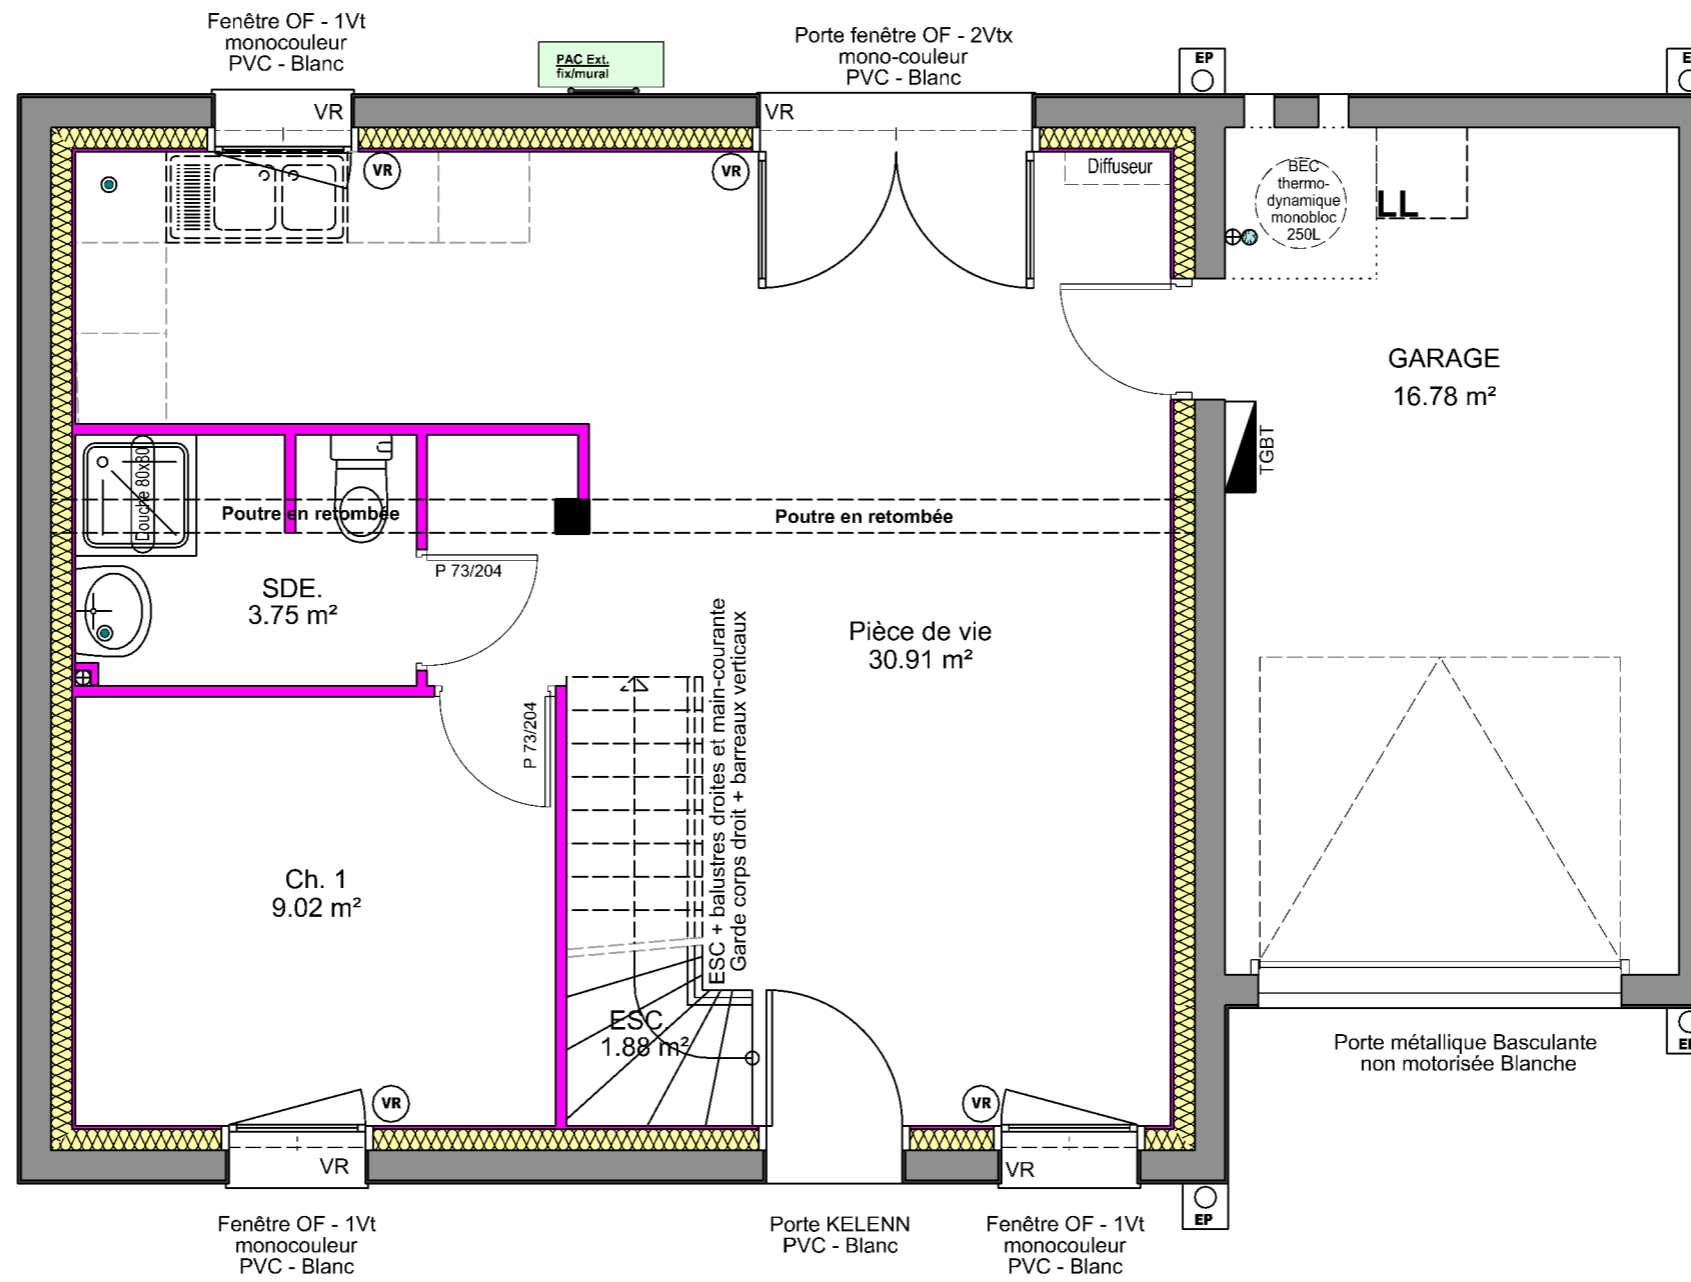 Fenêtre OF - 1Vt
monocouleur
PVC - Blanc
PAC Ext.
fix/mural
Porte fenêtre OF - 2Vtx
mono-couleur
PVC - Blanc
EP
VR
VR
VR
VR
Diffuseur
BEC
thermo-
dynamique
monobloc
250L
LL
GARAGE
16.78 m²
TGBT
Douche 80x80
Poutre en retombée
Poutre en retombée
P 73/204
SDE.
3.75 m²
Pièce de vie
30.91 m²
P 73/204
ESC + balustres droites et main-courante
Garde corps droit + barreaux verticaux
Ch. 1
9.02 m²
ESC.
1.88 m²
Porte métallique Basculante
non motorisée Blanche
VR
VR
VR
VR
EP
Fenêtre OF - 1Vt
monocouleur
PVC - Blanc
Porte KELENN
PVC - Blanc
Fenêtre OF - 1Vt
monocouleur
PVC - Blanc